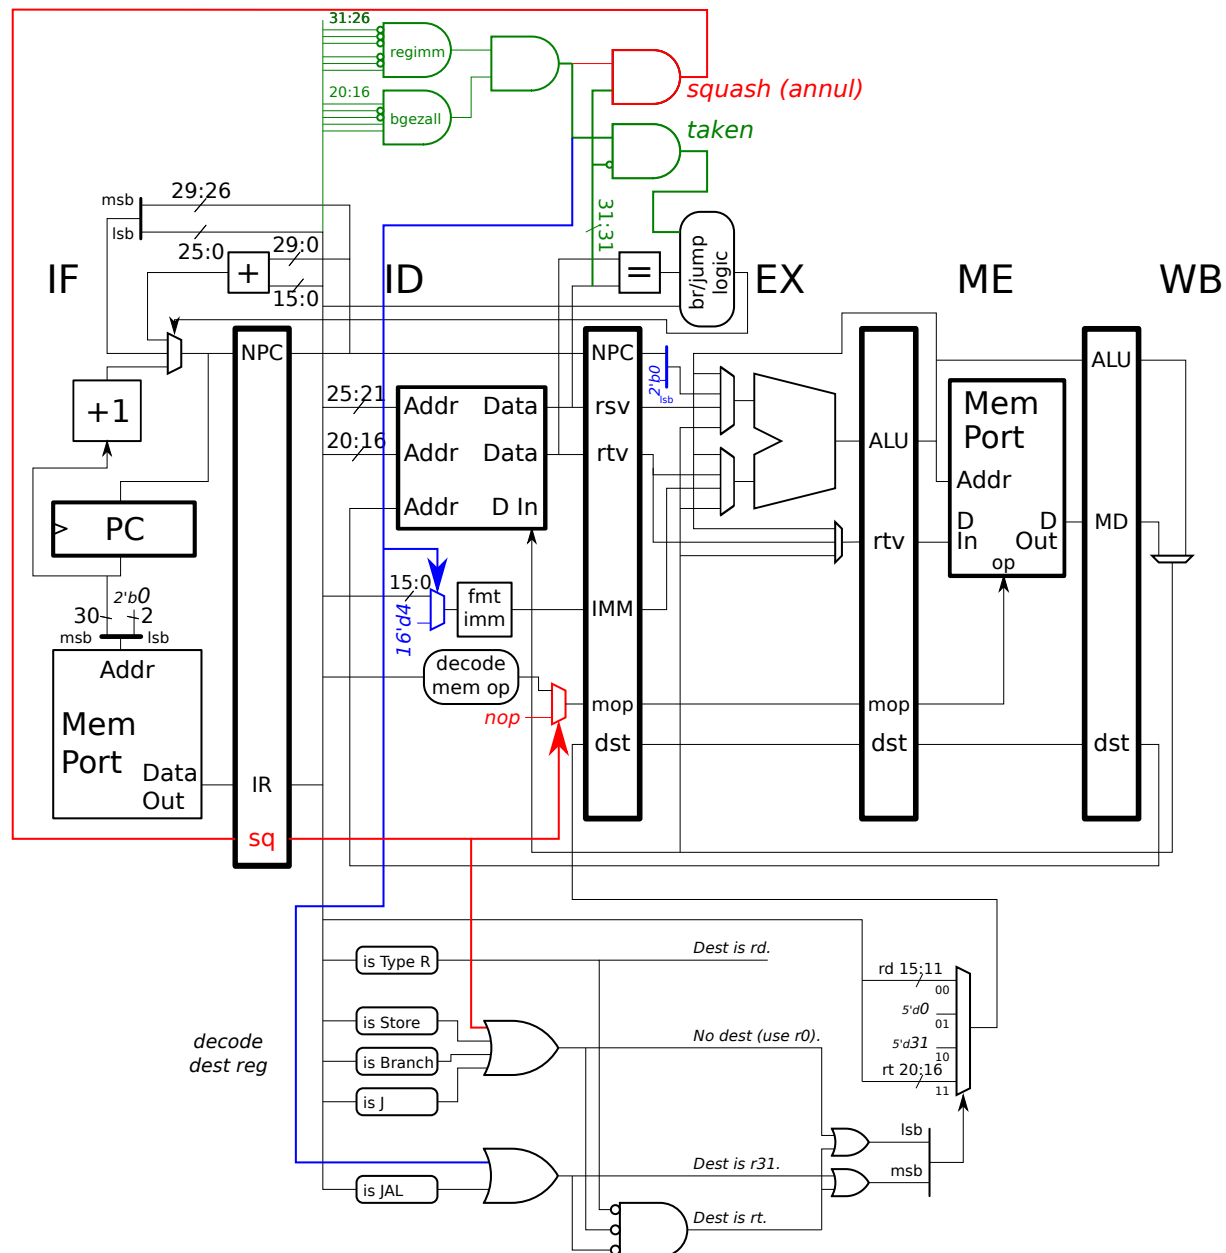 31:26
regimm
20:16
bgezall
squash (annul)
taken
msb
29:26
lsb
25:0
29:0
15:0
31:31
IF
+
ID
=
br/jump
logic
EX
ME
WB
NPC
NPC
2'b0
lsb
ALU
+1
25:21
Addr
Data
rsv
Mem
Port
20:16
Addr
Data
rtv
ALU
Addr
PC
Addr
D In
rtv
D
In
D
Out
MD
op
2'b0
30
2
msb
lsb
15:0
16'd4
fmt
imm
IMM
Addr
decode
mem op
nop
mop
mop
Mem
Port
dst
dst
dst
Data
Out
IR
sq
is Type R
Dest is rd.
rd 15:11
00
5'd0
01
is Store
decode
dest reg
is Branch
No dest (use r0).
5'd31
10
rt 20:16
11
is J
lsb
msb
is JAL
Dest is r31.
Dest is rt.